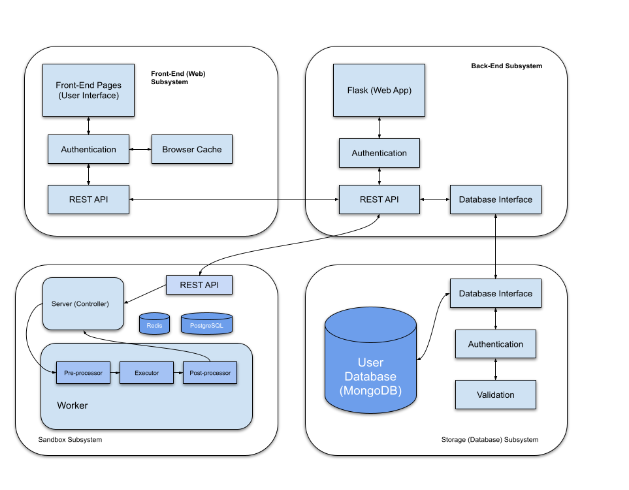 Front-End (Web)
Subsystem
Front-End Pages
(User Interface)
Authentication
Browser Cache
REST API
Back-End Subsystem
Flask (Web App)
Authentication
REST API
Database Interface
REST API
Server (Controller)
Redis
PostgreSQL
Pre-processor
Executor
Post-processor
Worker
Sandbox Subsystem
Database Interface
User
Database
(MongoDB)
Authentication
Validation
Storage (Database) Subsystem